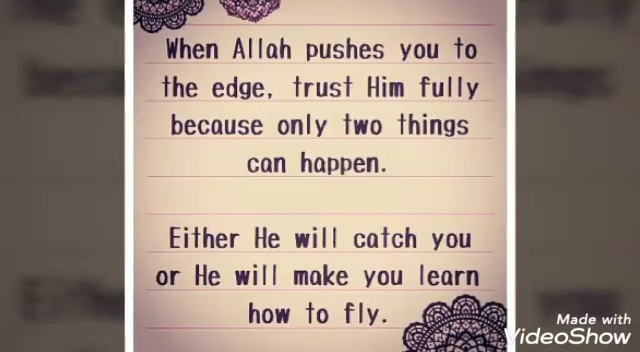 When Allah pushes you to
the edge, trust Him fully
because only two things
can happen.
Either He will catch you
or He will make you learn
how to fly.
Made with
VideoShow